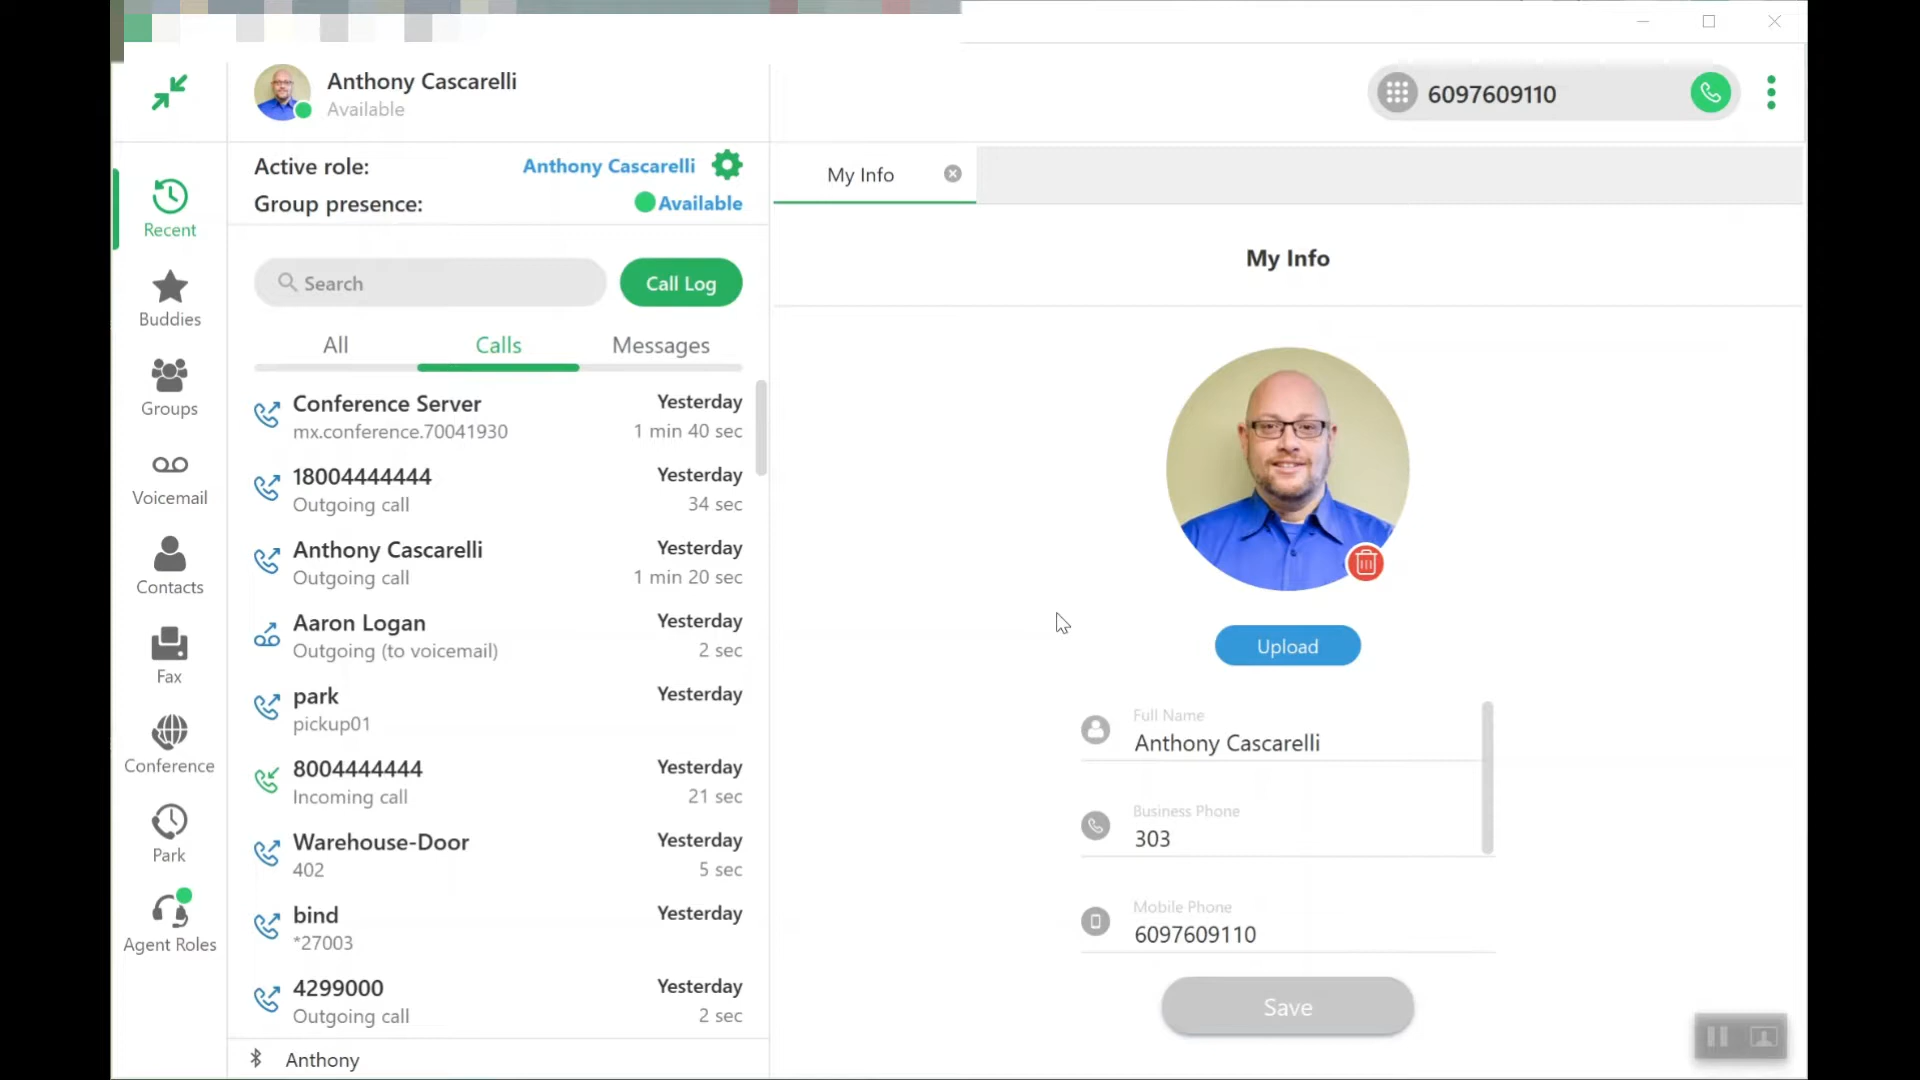 Anthony Cascarelli
Available
6097609110
Active role:
Anthony Cascarelli
Group presence:
Available
My Info
Recent
Buddies
Groups
Voicemail
Contacts
Fax
Conference
Park
Agent Roles
Search
Call Log
All
Calls
Messages
Conference Server
Yesterday
mx.conference.70041930
1 min 40 sec
18004444444
Yesterday
Outgoing call
34 sec
Anthony Cascarelli
Yesterday
Outgoing call
1 min 20 sec
Aaron Logan
Yesterday
Outgoing (to voicemail)
2 sec
park
Yesterday
pickup01
8004444444
Yesterday
Incoming call
21 sec
Warehouse-Door
Yesterday
402
5 sec
bind
Yesterday
*27003
4299000
Yesterday
Outgoing call
2 sec
Anthony
My Info
Upload
Full Name
Anthony Cascarelli
Business Phone
303
Mobile Phone
6097609110
Save